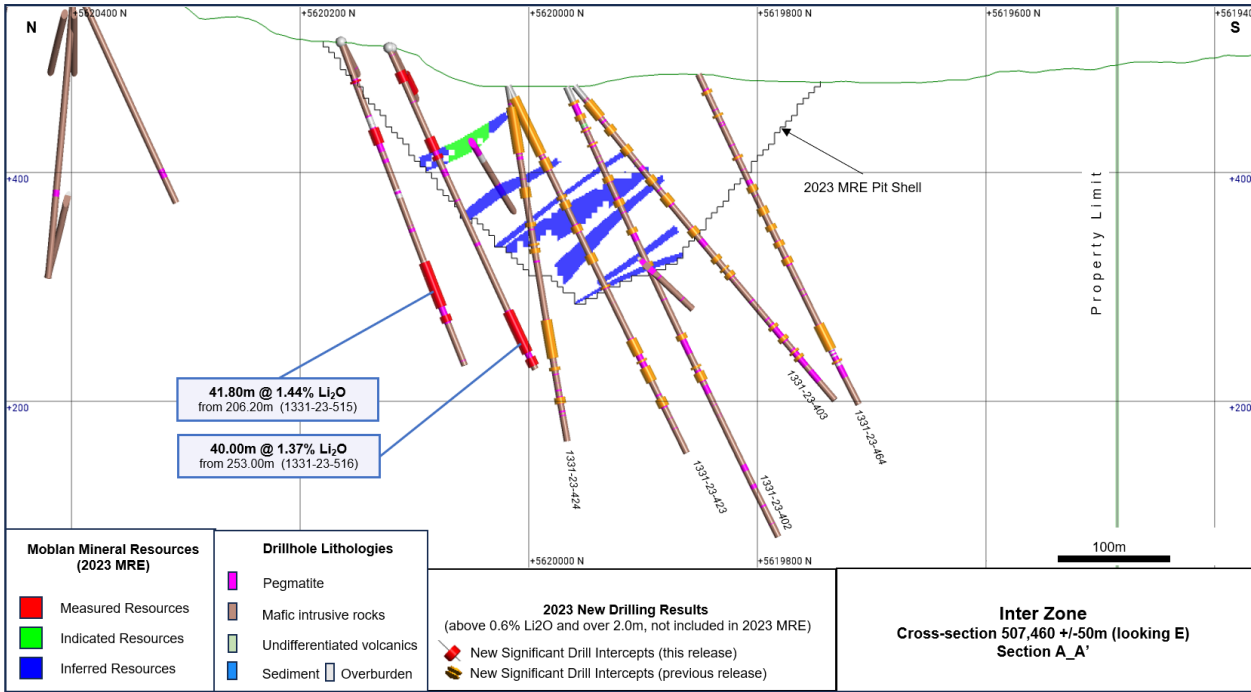 N
+5620400 N
+5620200 N
+5620000 N
+5619800 N
+5619600 N
+561940
S
+400
+400
2023 MRE Pit Shell
Property Limit
+200
+200
41.80m @ 1.44% Li₂O
from 206.20m (1331-23-515)
40.00m @ 1.37% Li₂O
from 253.00m (1331-23-516)
1331-23-424
1331-23-423
1331-23-402
1331-23-403
1331-23-464
100m
+5620000 N
+5619800 N
Moblan Mineral Resources
(2023 MRE)
Measured Resources
Indicated Resources
Inferred Resources
Drillhole Lithologies
Pegmatite
Mafic intrusive rocks
Undifferentiated volcanics
Sediment Overburden
2023 New Drilling Results
(above 0.6% Li2O and over 2.0m, not included in 2023 MRE)
New Significant Drill Intercepts (this release)
New Significant Drill Intercepts (previous release)
Inter Zone
Cross-section 507,460 +/-50m (looking E)
Section A_A’